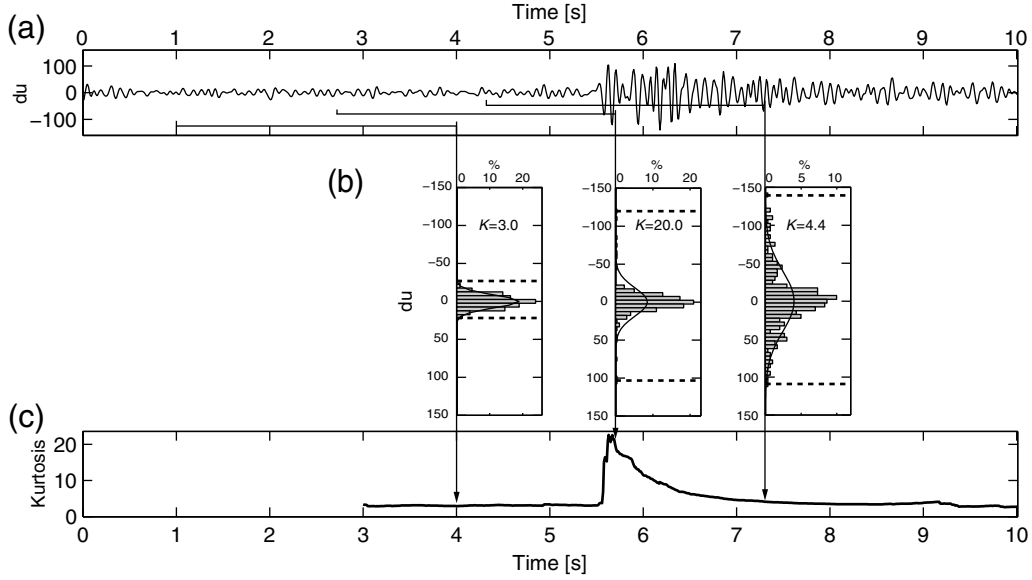 Time [s]
(a)
0 1 2 3 4 5 6 7 8 9 10
du
100
0
−100
(b)
% % %
0 10 20 0 10 20 0 5 10
−150 −150 −150
K=3.0 K=20.0 K=4.4
−100 −100 −100
−50 −50 −50
du
0 0 0
50 50 50
100 100 100
150 150 150
(c)
Kurtosis
20
10
0
0 1 2 3 4 5 6 7 8 9 10
Time [s]